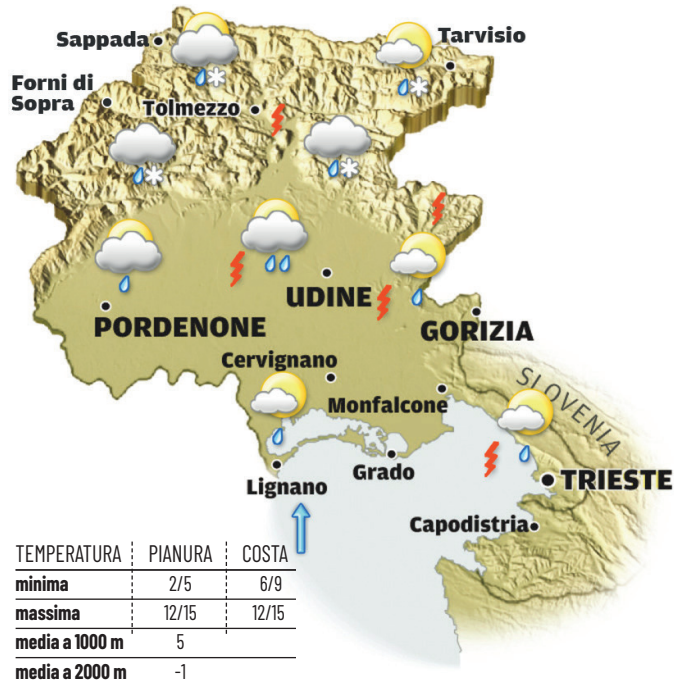 Sappada
Tarvisio
Forni di
Sopra
Tolmezzo
UDINE
PORDENONE
GORIZIA
Cervignano
Monfalcone
SLOVENIA
Grado
Lignano
TRIESTE
Capodistria
TEMPERATURA PIANURA COSTA
minima 2/5 6/9
massima 12/15 12/15
media a 1000 m 5
media a 2000 m -1